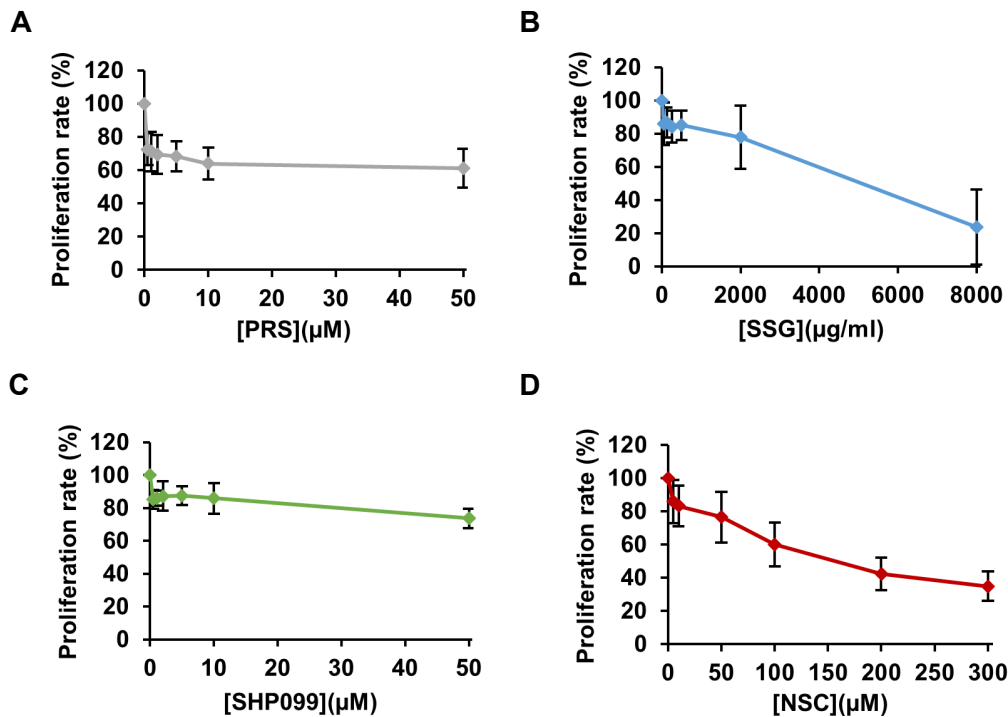 A
Proliferation rate (%)
120
100
80
60
40
20
0
0 10 20 30 40 50
[PRS](µM)
B
Proliferation rate (%)
120
100
80
60
40
20
0
0 2000 4000 6000 8000
[SSG](µg/ml)
C
Proliferation rate (%)
120
100
80
60
40
20
0
0 10 20 30 40 50
[SHP099](µM)
D
Proliferation rate (%)
120
100
80
60
40
20
0
0 50 100 150 200 250 300
[NSC](µM)